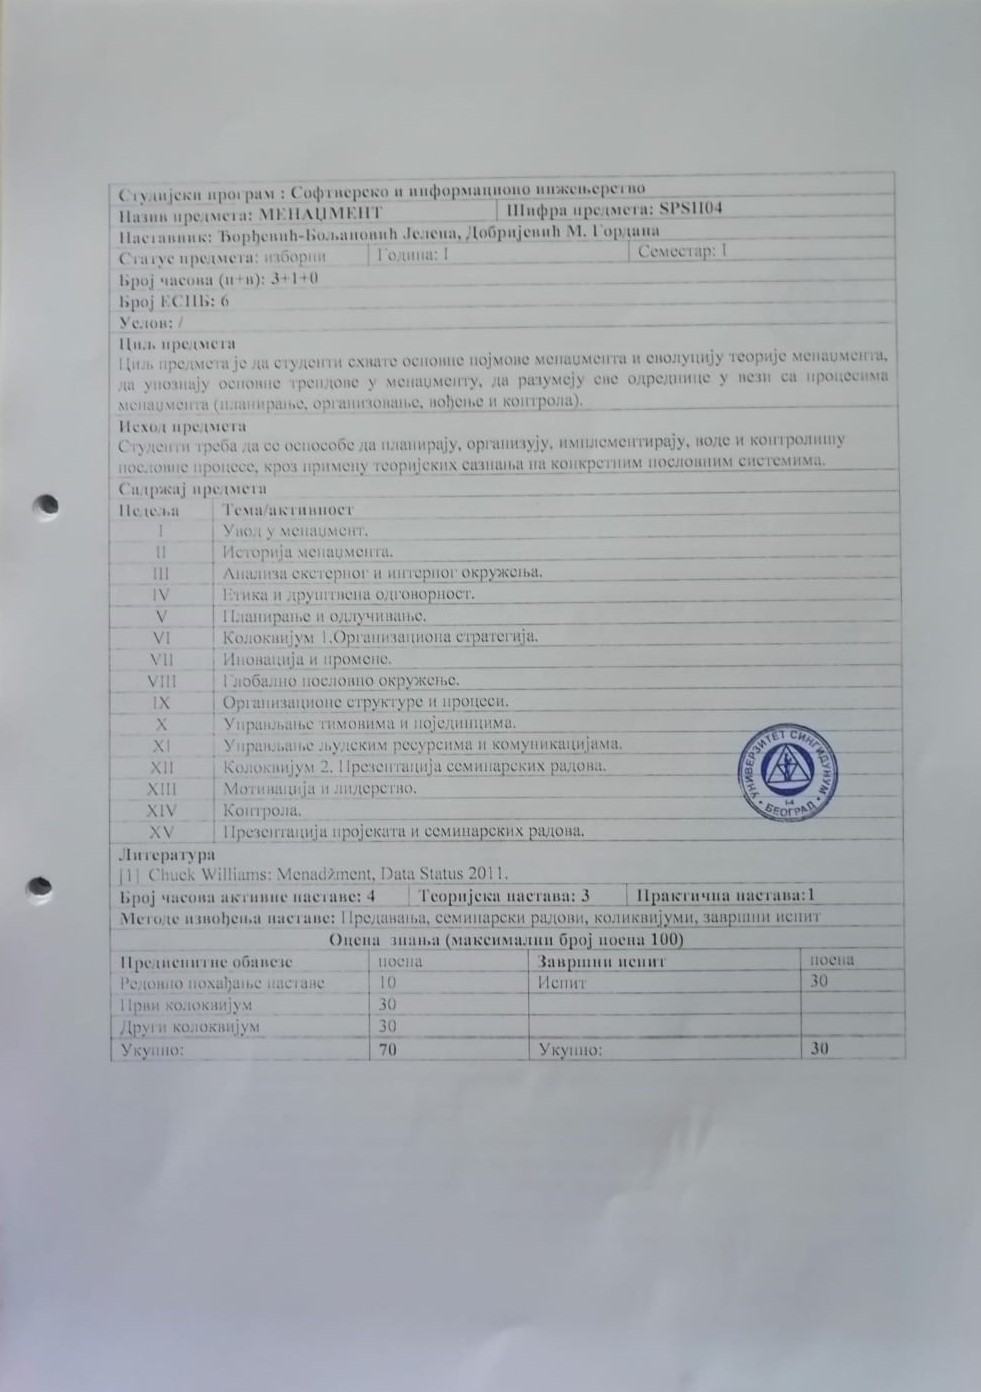 Студијски програм : Софтверско и информационо инжењерство
Назив предмета: МЕНАЏМЕНТ Шифра предмета: SPSII04
Наставник: Ђорђевић-Бољановић Јелена, Добријевић М. Гордана
Статус предмета: изборни Година: I Семестар: I
Број часова (п+в): 3+1+0
Број ЕСПБ: 6
Услов: /
Циљ предмета
Циљ предмета је да студенти схвате основне појмове менаџмента и еволуцију теорије менаџмента,
да упознају основне трендове у менаџменту, да разумеју све одреднице у вези са процесима
менаџмента (планирање, организовање, вођење и контрола).
Исход предмета
Студенти треба да се оспособе да планирају, организују, имплементирају, воде и контролишу
пословне процесе, кроз примену теоријских сазнања на конкретним пословним системима.
Садржај предмета
Недеља Тема/активност
I Увод у менаџмент.
II Историја менаџмента.
III Анализа екстерног и интерног окружења.
IV Етика и друштвена одговорност.
V Планирање и одлучивање.
VI Колоквијум 1.Организациона стратегија.
VII Иновација и промене.
VIII Глобално пословно окружење.
IX Организационе структуре и процеси.
X Управљање тимовима и појединцима.
XI Управљање људским ресурсима и комуникацијама.
XII Колоквијум 2. Презентација семинарских радова.
XIII Мотивација и лидерство.
XIV Контрола.
XV Презентација пројеката и семинарских радова.
УНИВЕРЗИТЕТ СИНГИДУНУМ
I-4
• БЕОГРАД •
Литература
[1] Chuck Williams: Menadžment, Data Status 2011.
Број часова активне наставе: 4 Теоријска настава: 3 Практична настава:1
Методе извођења наставе: Предавања, семинарски радови, коликвијуми, завршни испит
Оцена знања (максимални број поена 100)
Предиспитне обавезе поена Завршни испит поена
Редовно похађање наставе 10 Испит 30
Први колоквијум 30
Други колоквијум 30
Укупно: 70 Укупно: 30